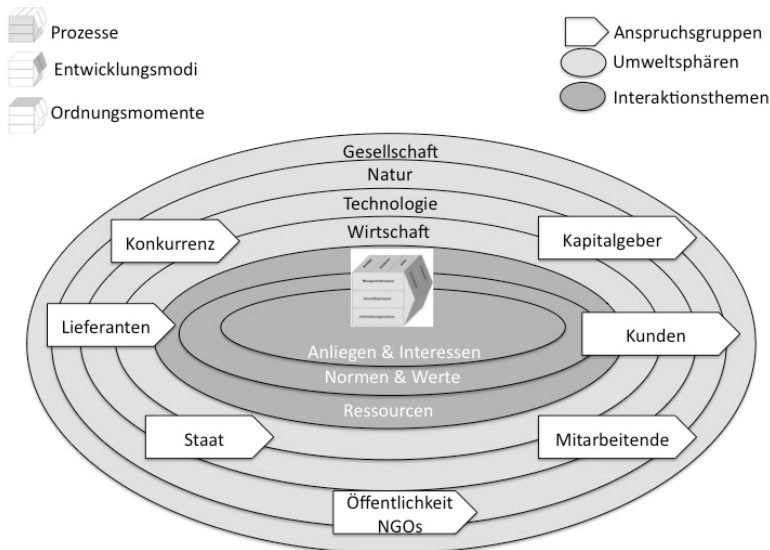 Prozesse
Entwicklungsmodi
Ordnungsmomente
Anspruchsgruppen
Umweltsphären
Interaktionsthemen
Gesellschaft
Natur
Technologie
Wirtschaft
Konkurrenz
Kapitalgeber
Lieferanten
Kunden
Anliegen & Interessen
Normen & Werte
Ressourcen
Staat
Mitarbeitende
Öffentlichkeit
NGOs